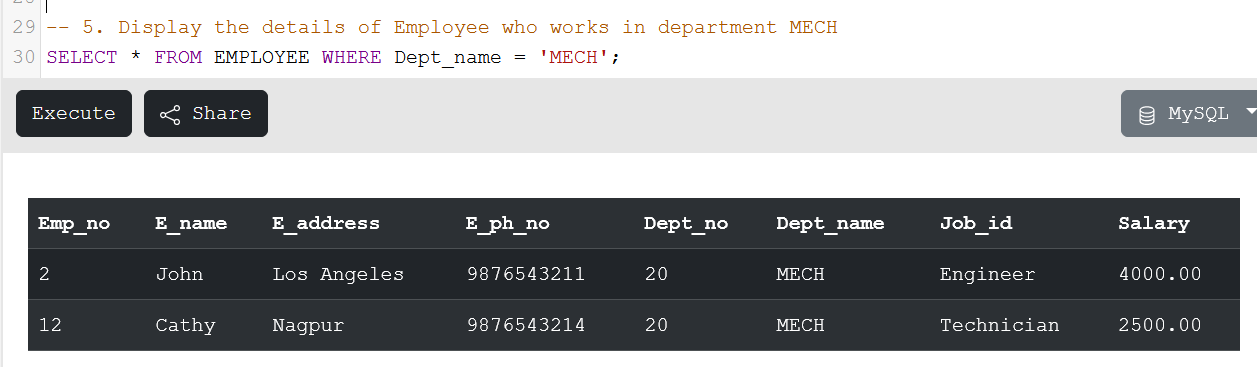 29 -- 5. Display the details of Employee who works in department MECH
30 SELECT * FROM EMPLOYEE WHERE Dept_name = 'MECH';
Execute Share MySQL
Emp_no E_name E_address E_ph_no Dept_no Dept_name Job_id Salary
2 John Los Angeles 9876543211 20 MECH Engineer 4000.00
12 Cathy Nagpur 9876543214 20 MECH Technician 2500.00